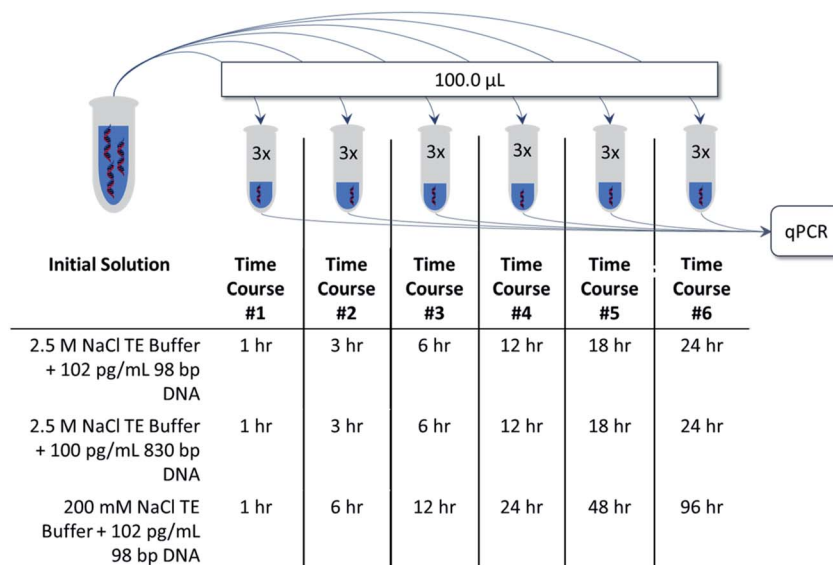 100.0 µL
3x 3x 3x 3x 3x 3x
qPCR
Initial Solution Time Time Time Time Time Time
Course Course Course Course Course Course
#1 #2 #3 #4 #5 #6
2.5 M NaCl TE Buffer 1 hr 3 hr 6 hr 12 hr 18 hr 24 hr
+ 102 pg/mL 98 bp
DNA
2.5 M NaCl TE Buffer 1 hr 3 hr 6 hr 12 hr 18 hr 24 hr
+ 100 pg/mL 830 bp
DNA
200 mM NaCl TE 1 hr 6 hr 12 hr 24 hr 48 hr 96 hr
Buffer + 102 pg/mL
98 bp DNA